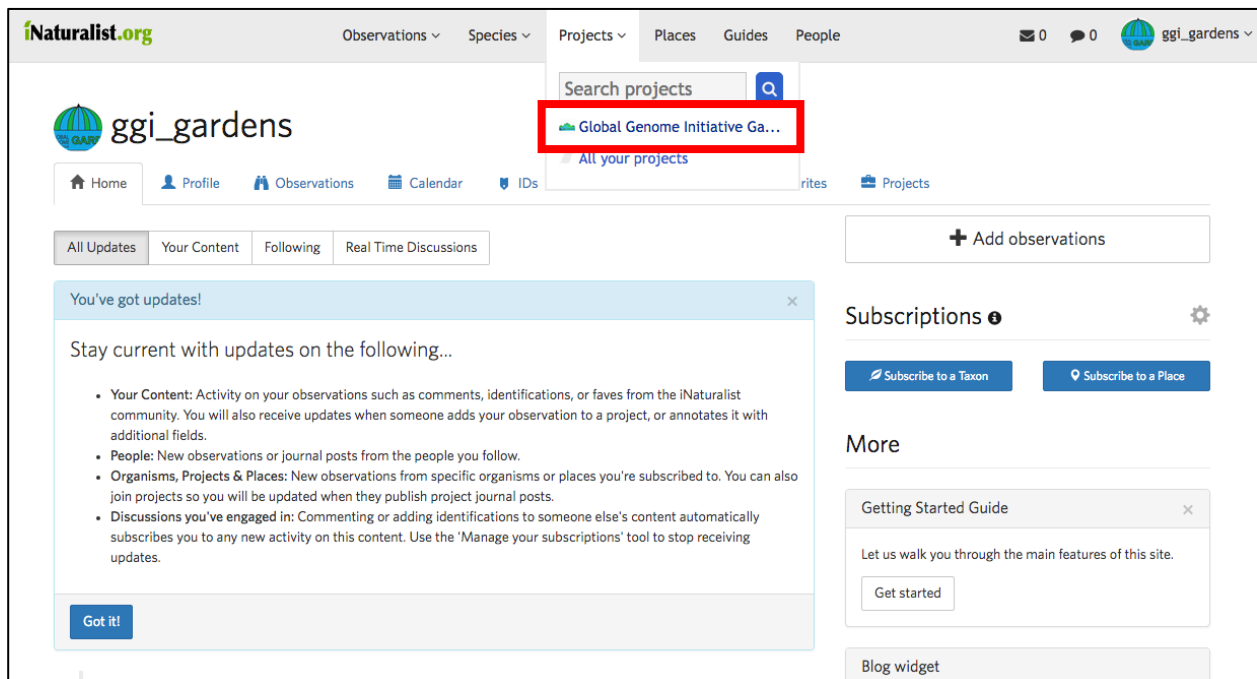 iNaturalist.org Observations Species Projects Places Guides People 0 0 ggi_gardens
Search projects
Global Genome Initiative Ga...
All your projects
ggi_gardens
Home Profile Observations Calendar IDs rites Projects
All Updates Your Content Following Real Time Discussions
Add observations
You've got updates!
Stay current with updates on the following...
• Your Content: Activity on your observations such as comments, identifications, or faves from the iNaturalist
community. You will also receive updates when someone adds your observation to a project, or annotates it with
additional fields.
• People: New observations or journal posts from the people you follow.
• Organisms, Projects & Places: New observations from specific organisms or places you're subscribed to. You can also
join projects so you will be updated when they publish project journal posts.
• Discussions you've engaged in: Commenting or adding identifications to someone else's content automatically
subscribes you to any new activity on this content. Use the 'Manage your subscriptions' tool to stop receiving
updates.
Got it!
Subscriptions
Subscribe to a Taxon Subscribe to a Place
More
Getting Started Guide
Let us walk you through the main features of this site.
Get started
Blog widget